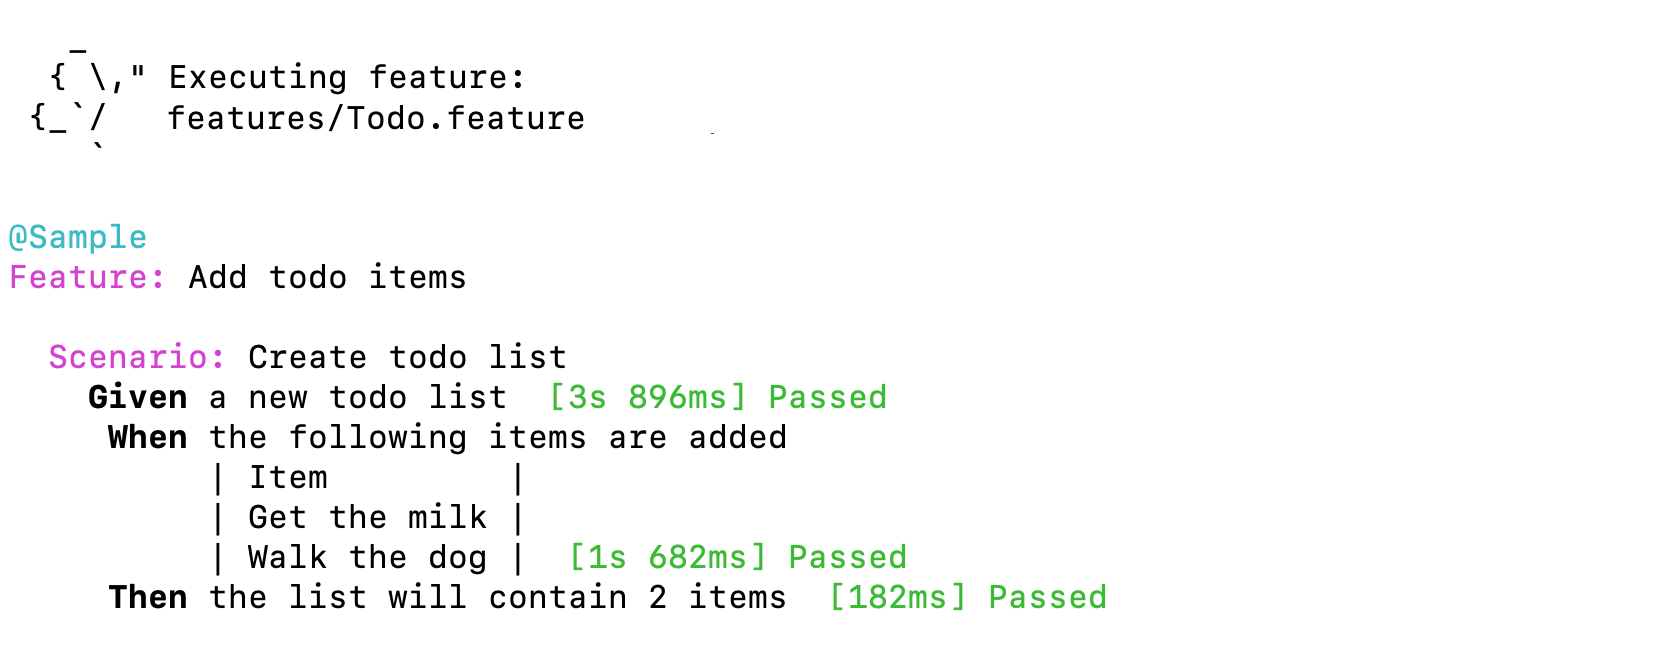 _
  { \," Executing feature:
 {_`/   features/Todo.feature
    `
@Sample
Feature: Add todo items
  Scenario: Create todo list
    Given a new todo list  [3s 896ms] Passed
     When the following items are added
          | Item         |
          | Get the milk |
          | Walk the dog |  [1s 682ms] Passed
     Then the list will contain 2 items  [182ms] Passed